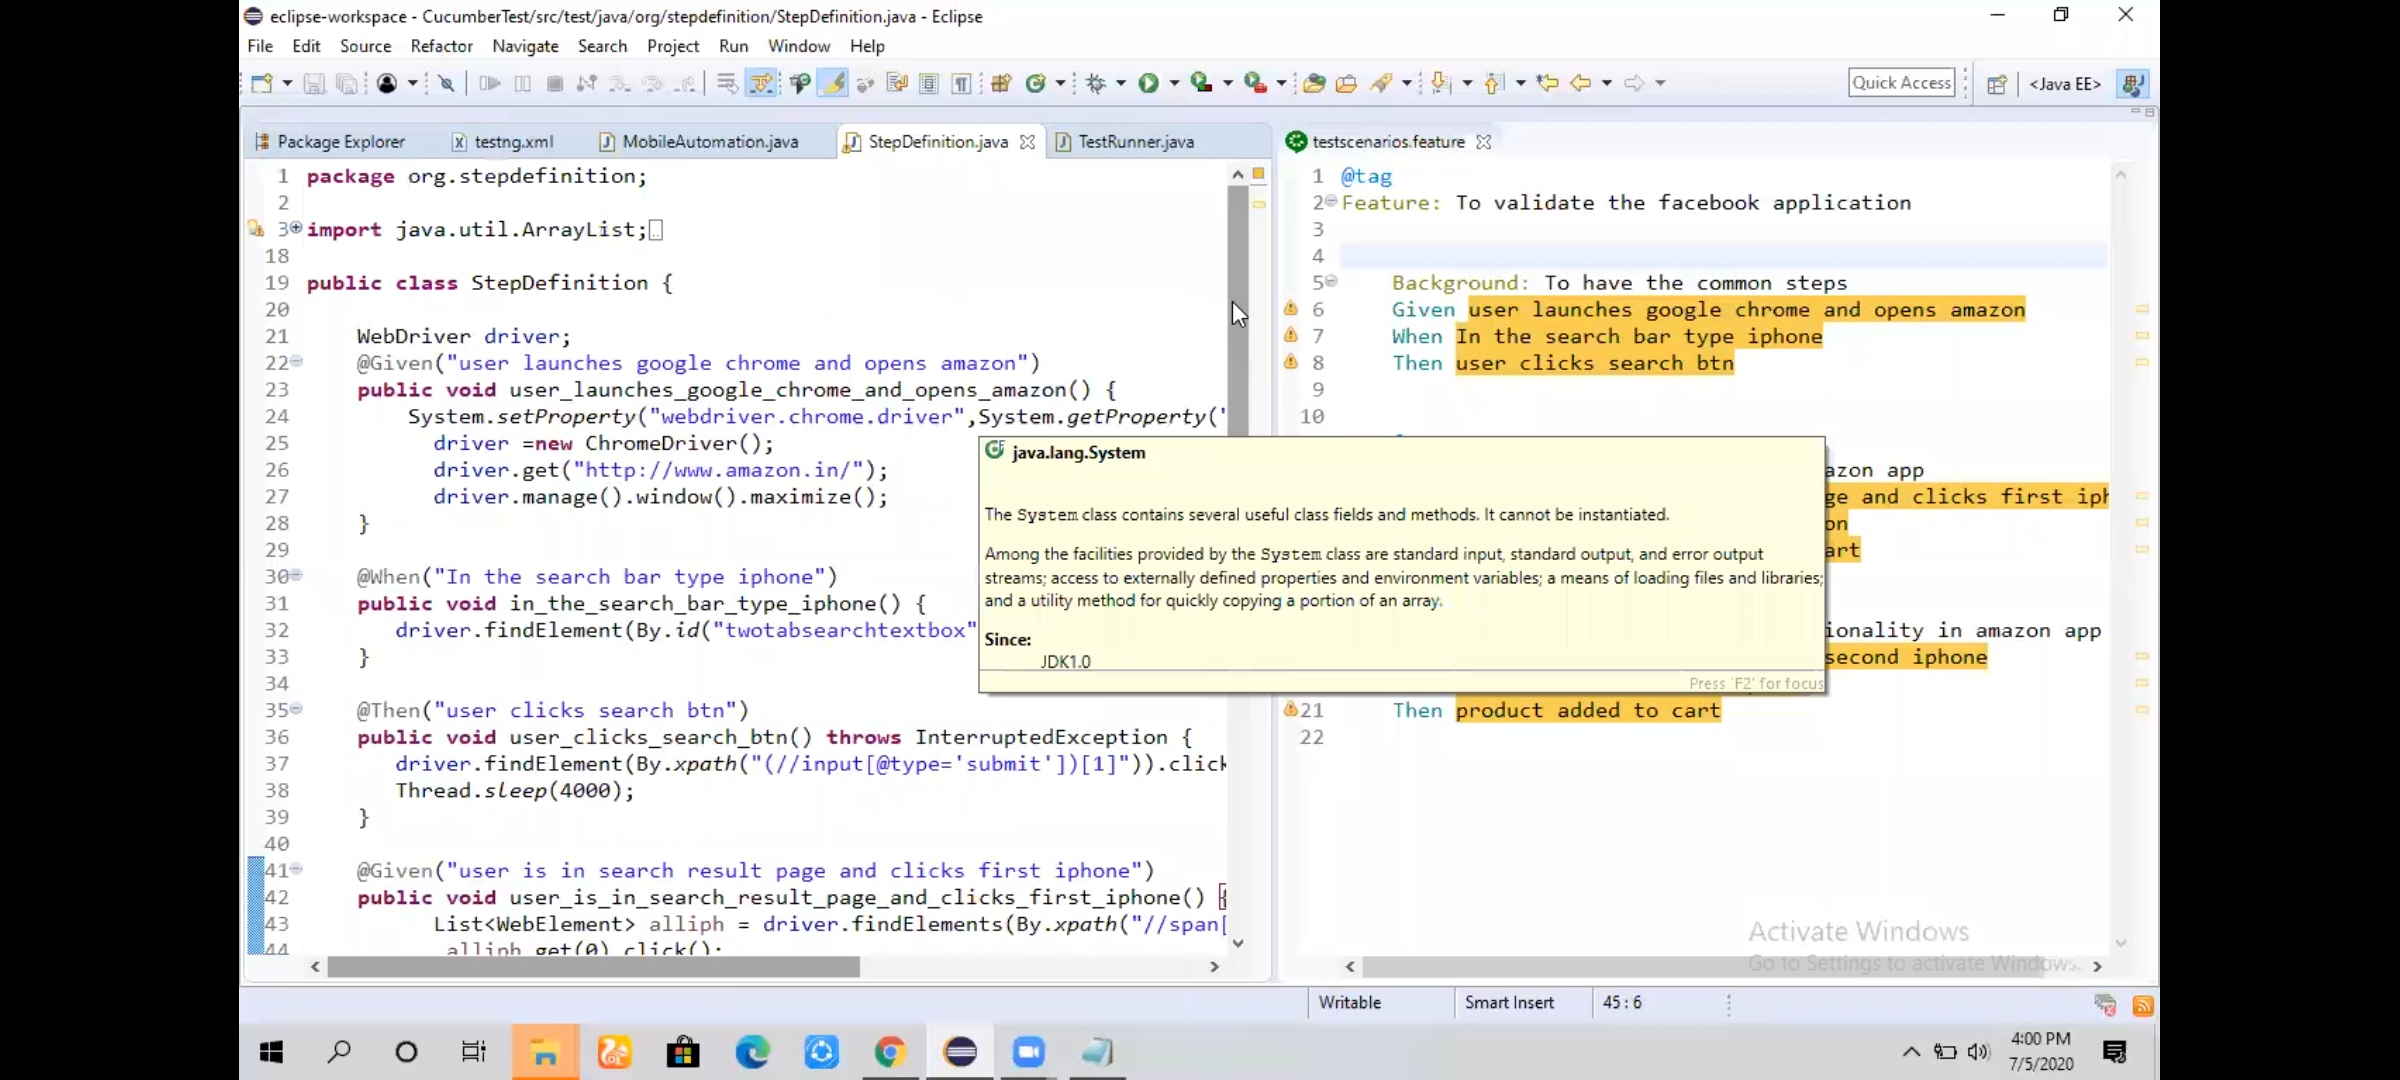 eclipse-workspace - CucumberTest/src/test/java/org/stepdefinition/StepDefinition.java - Eclipse
File Edit Source Refactor Navigate Search Project Run Window Help
Quick Access
<Java EE>
Package Explorer
testng.xml
MobileAutomation.java
StepDefinition.java
TestRunner.java
1 package org.stepdefinition;
2
3 import java.util.ArrayList;
18
19 public class StepDefinition {
20
21 WebDriver driver;
22 @Given("user launches google chrome and opens amazon")
23 public void user_launches_google_chrome_and_opens_amazon() {
24 System.setProperty("webdriver.chrome.driver",System.getProperty("
25 driver =new ChromeDriver();
26 driver.get("http://www.amazon.in/");
27 driver.manage().window().maximize();
28 }
29
30 @When("In the search bar type iphone")
31 public void in_the_search_bar_type_iphone() {
32 driver.findElement(By.id("twotabsearchtextbox"
33 }
34
35 @Then("user clicks search btn")
36 public void user_clicks_search_btn() throws InterruptedException {
37 driver.findElement(By.xpath("(//input[@type='submit'])[1]")).click
38 Thread.sleep(4000);
39 }
40
41 @Given("user is in search result page and clicks first iphone")
42 public void user_is_in_search_result_page_and_clicks_first_iphone() {
43 List<WebElement> alliph = driver.findElements(By.xpath("//span[
44 alliph.get(0).click();
java.lang.System
The System class contains several useful class fields and methods. It cannot be instantiated.
Among the facilities provided by the System class are standard input, standard output, and error output
streams; access to externally defined properties and environment variables; a means of loading files and libraries;
and a utility method for quickly copying a portion of an array.
Since:
JDK1.0
Press 'F2' for focus
testscenarios.feature
1 @tag
2 Feature: To validate the facebook application
3
4
5 Background: To have the common steps
6 Given user launches google chrome and opens amazon
7 When In the search bar type iphone
8 Then user clicks search btn
9
10
azon app
ge and clicks first iph
on
art
ionality in amazon app
second iphone
21 Then product added to cart
22
Activate Windows
Go to Settings to activate Windows.
Writable
Smart Insert
45 : 6
4:00 PM
7/5/2020